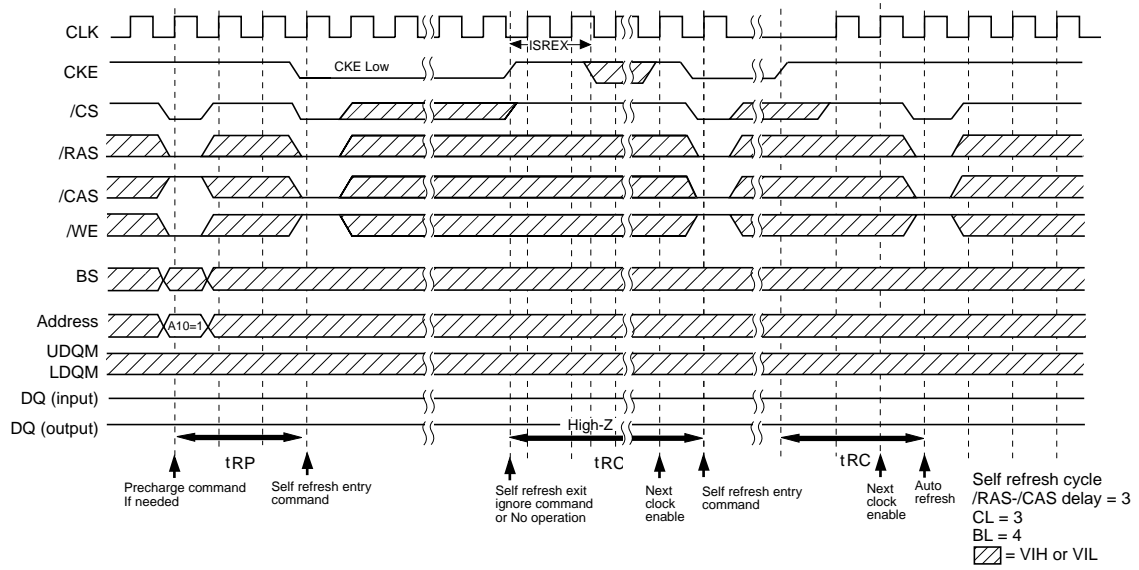 CLK
ISREX
CKE
CKE Low
/CS
/RAS
/CAS
/WE
BS
Address
A10=1
UDQM
LDQM
DQ (input)
DQ (output)
High-Z
tRP
tRC
tRC
Precharge command
If needed
Self refresh entry
command
Self refresh exit
ignore command
or No operation
Next
clock
enable
Self refresh entry
command
Next
clock
enable
Auto
refresh
Self refresh cycle
/RAS-/CAS delay = 3
CL = 3
BL = 4
= VIH or VIL